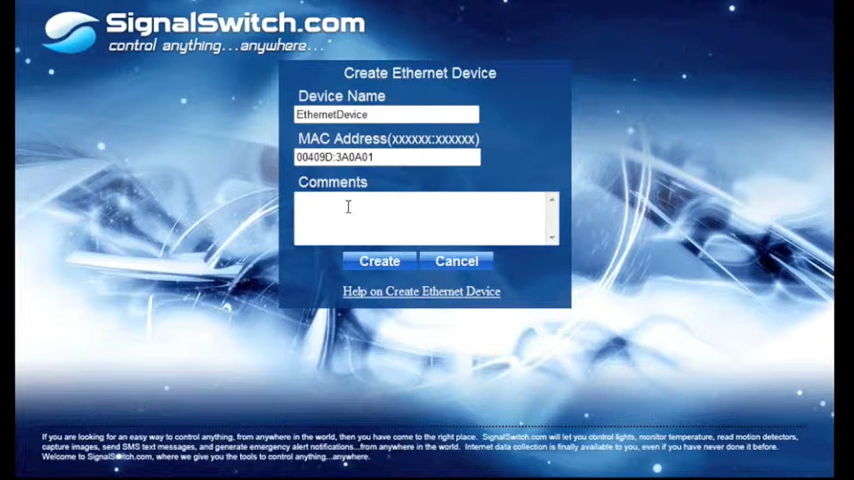 SignalSwitch.com
control anything...anywhere...
Create Ethernet Device
Device Name
EthernetDevice
MAC Address(xxxxxx:xxxxxx)
00409D:3A0A01
Comments
Create Cancel
Help on Create Ethernet Device
If you are looking for an easy way to control anything, from anywhere in the world, then you have come to the right place. SignalSwitch.com will let you control lights, monitor temperature, read motion detectors,
capture images, send SMS text messages, and generate emergency alert notifications...from anywhere in the world. Internet data collection is finally available to you, even if you have never done it before.
Welcome to SignalSwitch.com, where we give you the tools to control anything...anywhere.